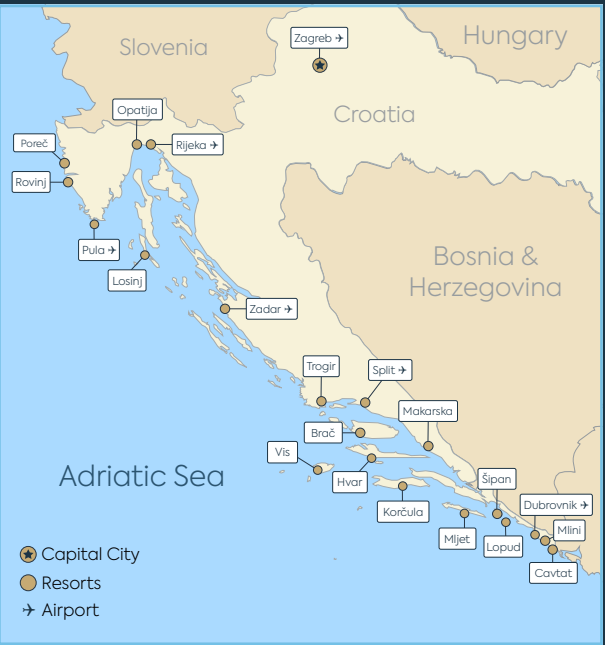 Slovenia
Zagreb
Hungary
Croatia
Opatija
Poreč
Rijeka
Rovinj
Pula
Losinj
Bosnia &
Herzegovina
Zadar
Trogir
Split
Makarska
Brač
Vis
Hvar
Adriatic Sea
Korčula
Šipan
Dubrovnik
Mlini
Mljet
Lopud
Cavtat
Capital City
Resorts
Airport